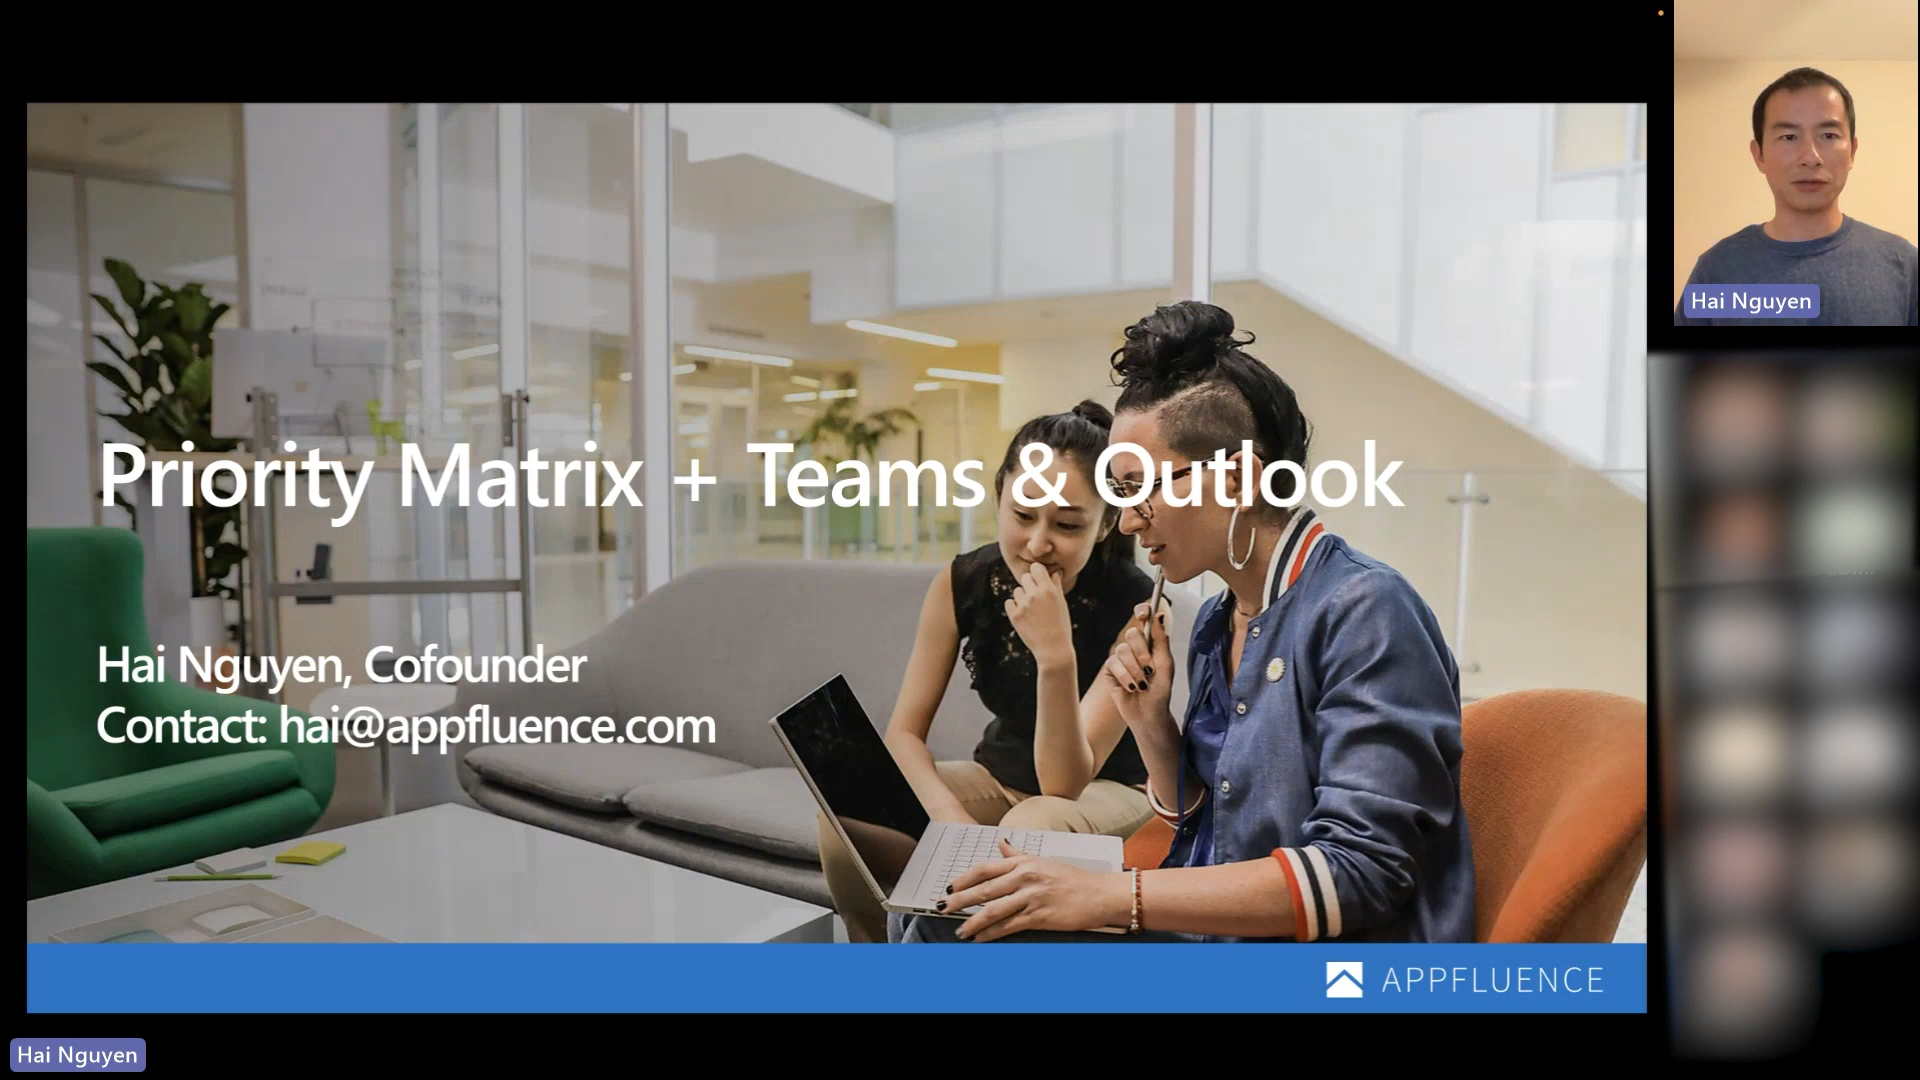 Hai Nguyen
Priority Matrix + Teams & Outlook
Hai Nguyen, Cofounder
Contact: hai@appfluence.com
APPFLUENCE
Hai Nguyen